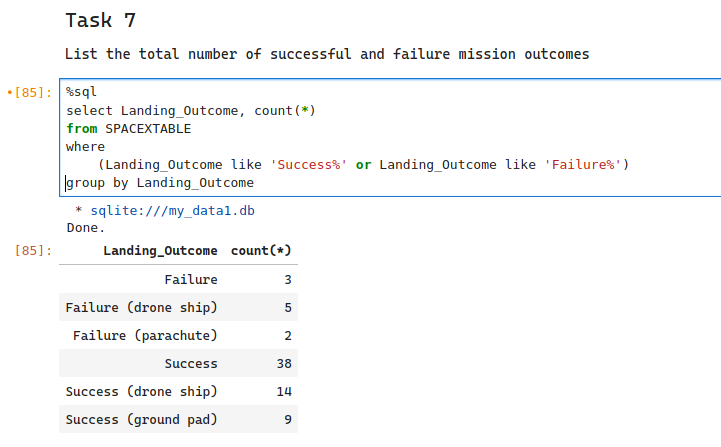 Task 7
List the total number of successful and failure mission outcomes
•[85]:
%sql
select Landing_Outcome, count(*)
from SPACEXTABLE
where
    (Landing_Outcome like 'Success%' or Landing_Outcome like 'Failure%')
group by Landing_Outcome
* sqlite:///my_data1.db
Done.
[85]: Landing_Outcome count(*)
Failure 3
Failure (drone ship) 5
Failure (parachute) 2
Success 38
Success (drone ship) 14
Success (ground pad) 9